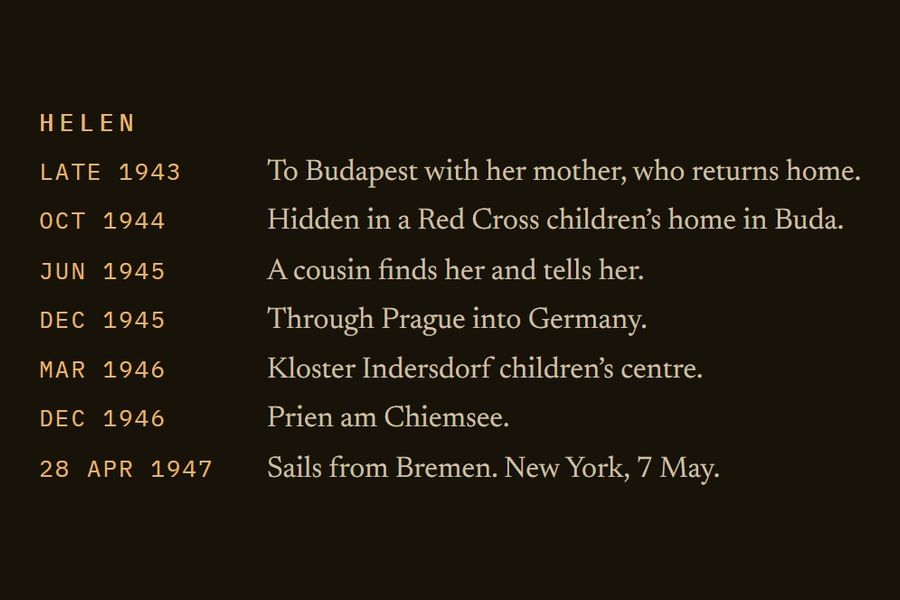 HELEN
LATE 1943 To Budapest with her mother, who returns home.
OCT 1944 Hidden in a Red Cross children’s home in Buda.
JUN 1945 A cousin finds her and tells her.
DEC 1945 Through Prague into Germany.
MAR 1946 Kloster Indersdorf children’s centre.
DEC 1946 Prien am Chiemsee.
28 APR 1947 Sails from Bremen. New York, 7 May.